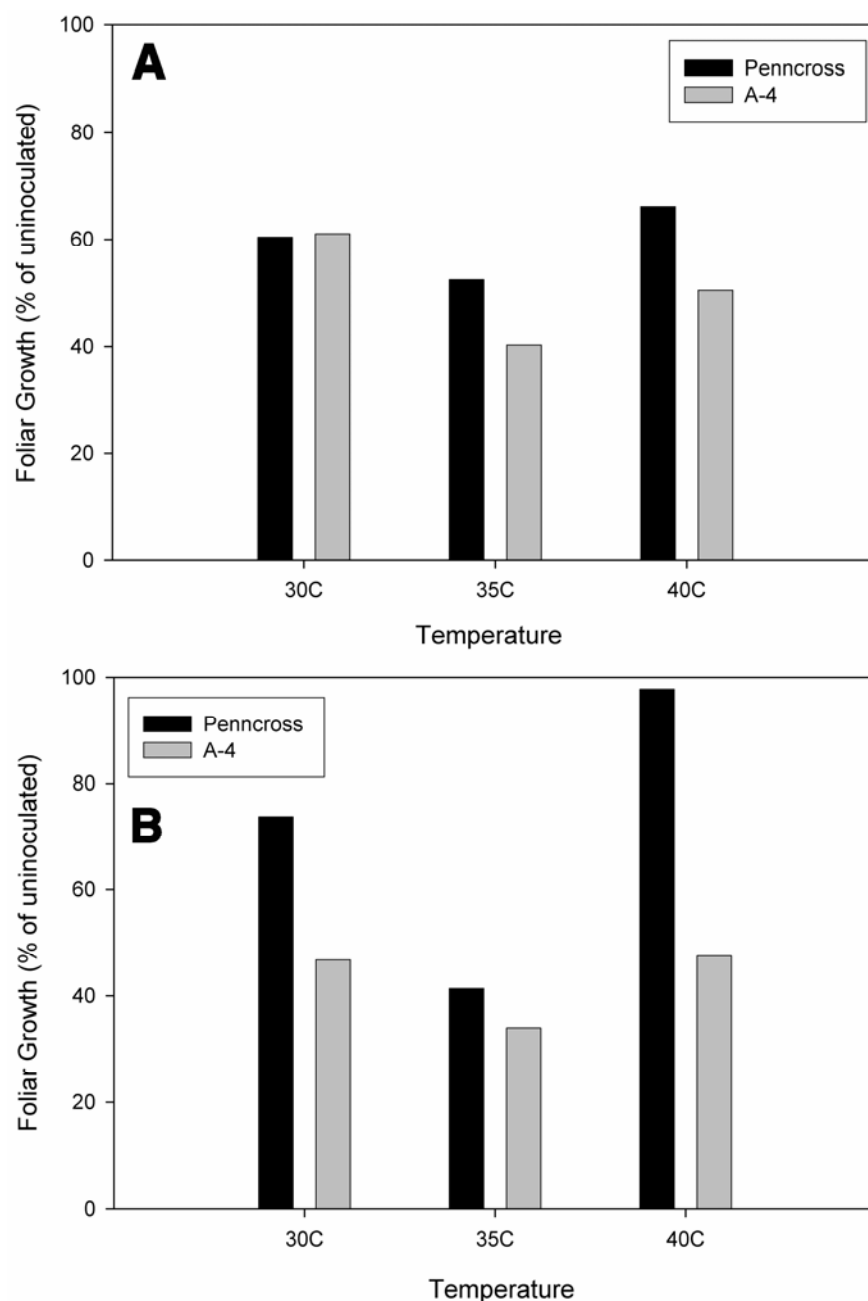 100
80
60
40
20
0
Foliar Growth (% of uninoculated)
A
Penncross
A-4
30C 35C 40C
Temperature
100
80
60
40
20
0
Foliar Growth (% of uninoculated)
Penncross
A-4
B
30C 35C 40C
Temperature